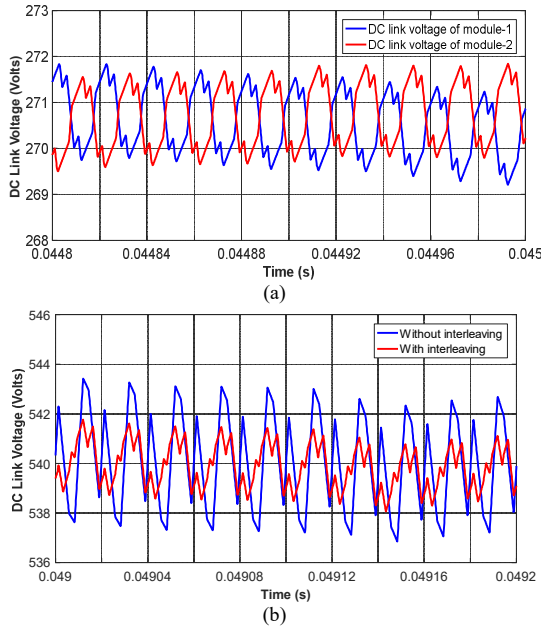 273
272
271
270
269
268
DC Link Voltage (Volts)
DC link voltage of module-1
DC link voltage of module-2
0.0448 0.04484 0.04488 0.04492 0.04496 0.045
Time (s)
(a)
546
544
542
540
538
536
DC Link Voltage (Volts)
Without interleaving
With interleaving
0.049 0.04904 0.04908 0.04912 0.04916 0.0492
Time (s)
(b)